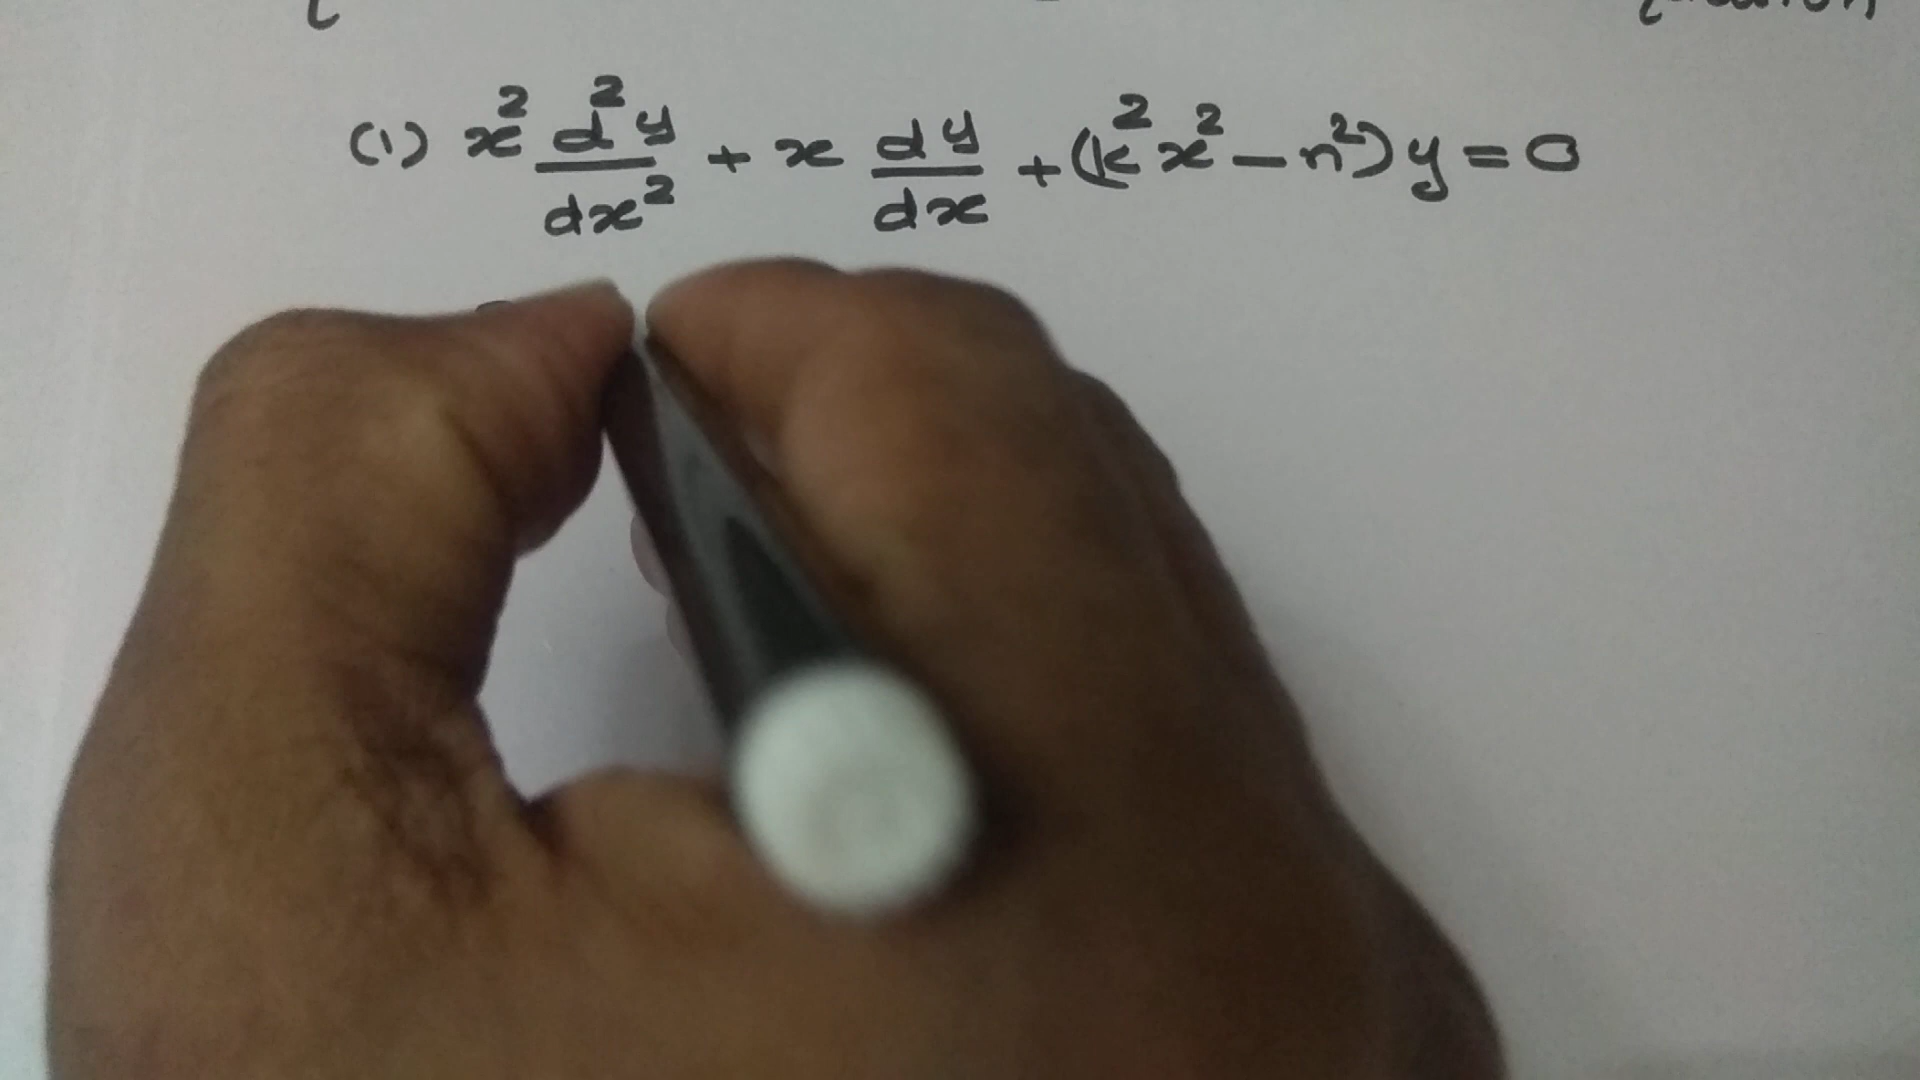 (1) x² d²y/dx² + x dy/dx + (k²x² − n²) y = 0